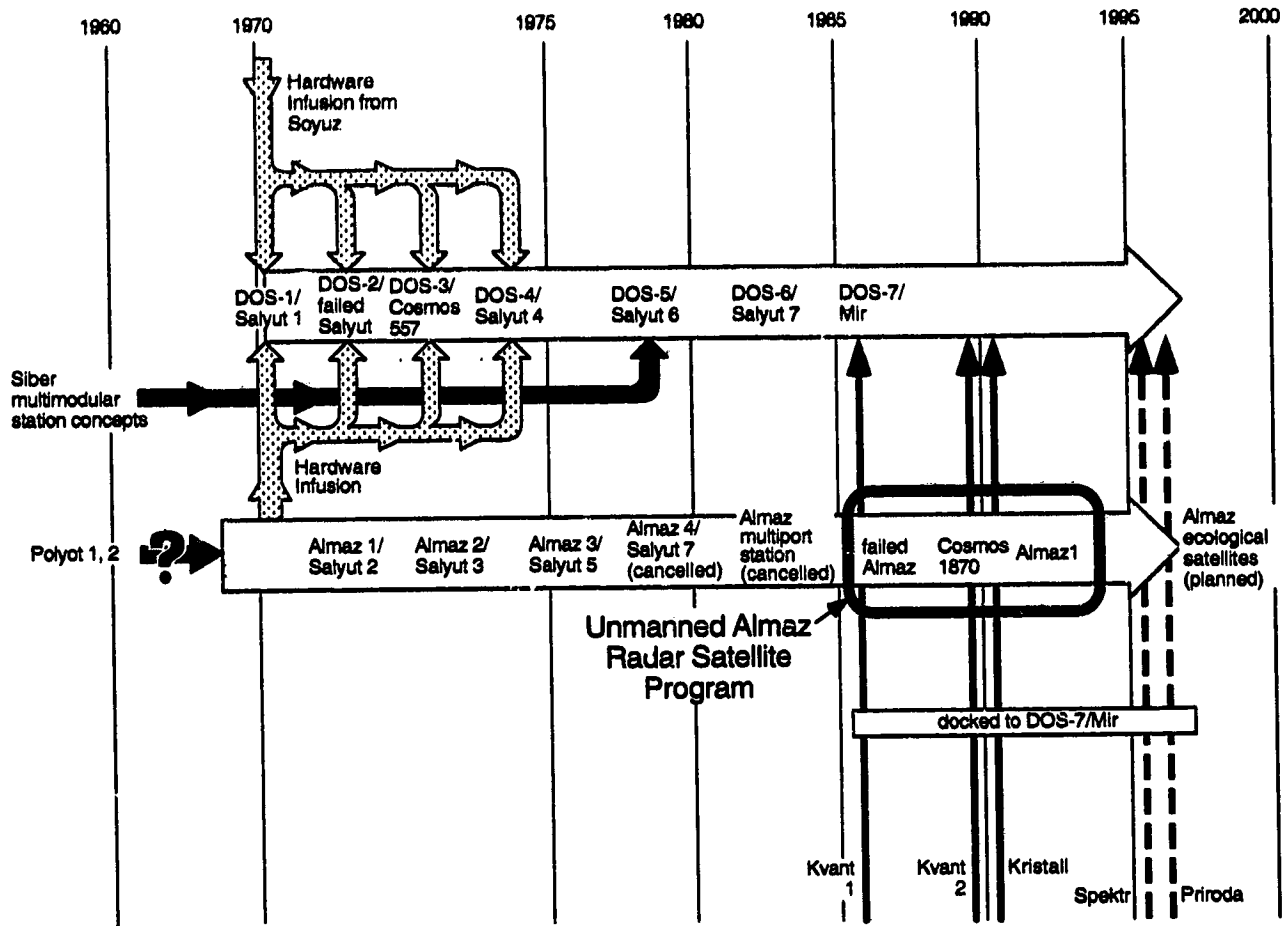 1960
1970
1975
1980
1985
1990
1995
2000
Hardware
Infusion from
Soyuz
DOS-1/
Salyut 1
DOS-2/
failed
Salyut
DOS-3/
Cosmos
557
DOS-4/
Salyut 4
DOS-5/
Salyut 6
DOS-6/
Salyut 7
DOS-7/
Mir
Siber
multimodular
station concepts
Hardware
Infusion
Polyot 1, 2
?
Almaz 1/
Salyut 2
Almaz 2/
Salyut 3
Almaz 3/
Salyut 5
Almaz 4/
Salyut 7
(cancelled)
Almaz
multiport
station
(cancelled)
failed
Almaz
Cosmos
1870
Almaz1
Almaz
ecological
satellites
(planned)
Unmanned Almaz
Radar Satellite
Program
docked to DOS-7/Mir
Kvant
1
Kvant
2
Kristall
Spektr
Priroda